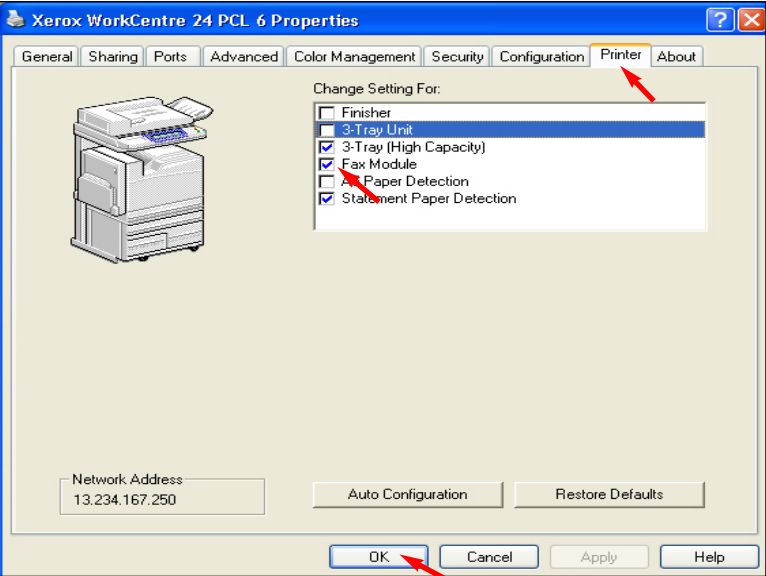 Xerox WorkCentre 24 PCL 6 Properties
General Sharing Ports Advanced Color Management Security Configuration Printer About
Change Setting For:
Finisher
3-Tray Unit
3-Tray (High Capacity)
Fax Module
Paper Detection
Statement Paper Detection
Network Address
13.234.167.250
Auto Configuration Restore Defaults
OK Cancel Apply Help